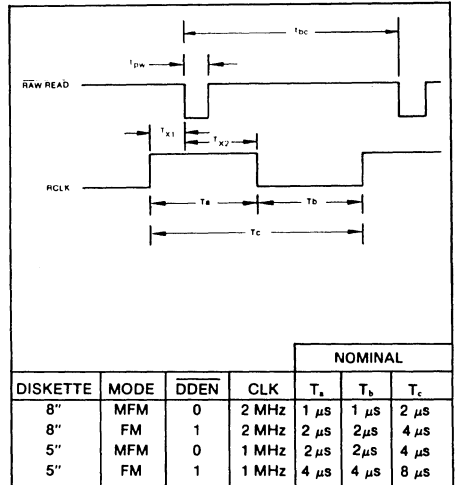 tbc
tpw
RAW READ
TX1
TX2
RCLK
Ta
Tb
Tc
NOMINAL
DISKETTE MODE DDEN CLK Ta Tb Tc
8" MFM 0 2 MHz 1 μs 1 μs 2 μs
8" FM 1 2 MHz 2 μs 2μs 4 μs
5" MFM 0 1 MHz 2μs 2μs 4 μs
5" FM 1 1 MHz 4 μs 4 μs 8 μs